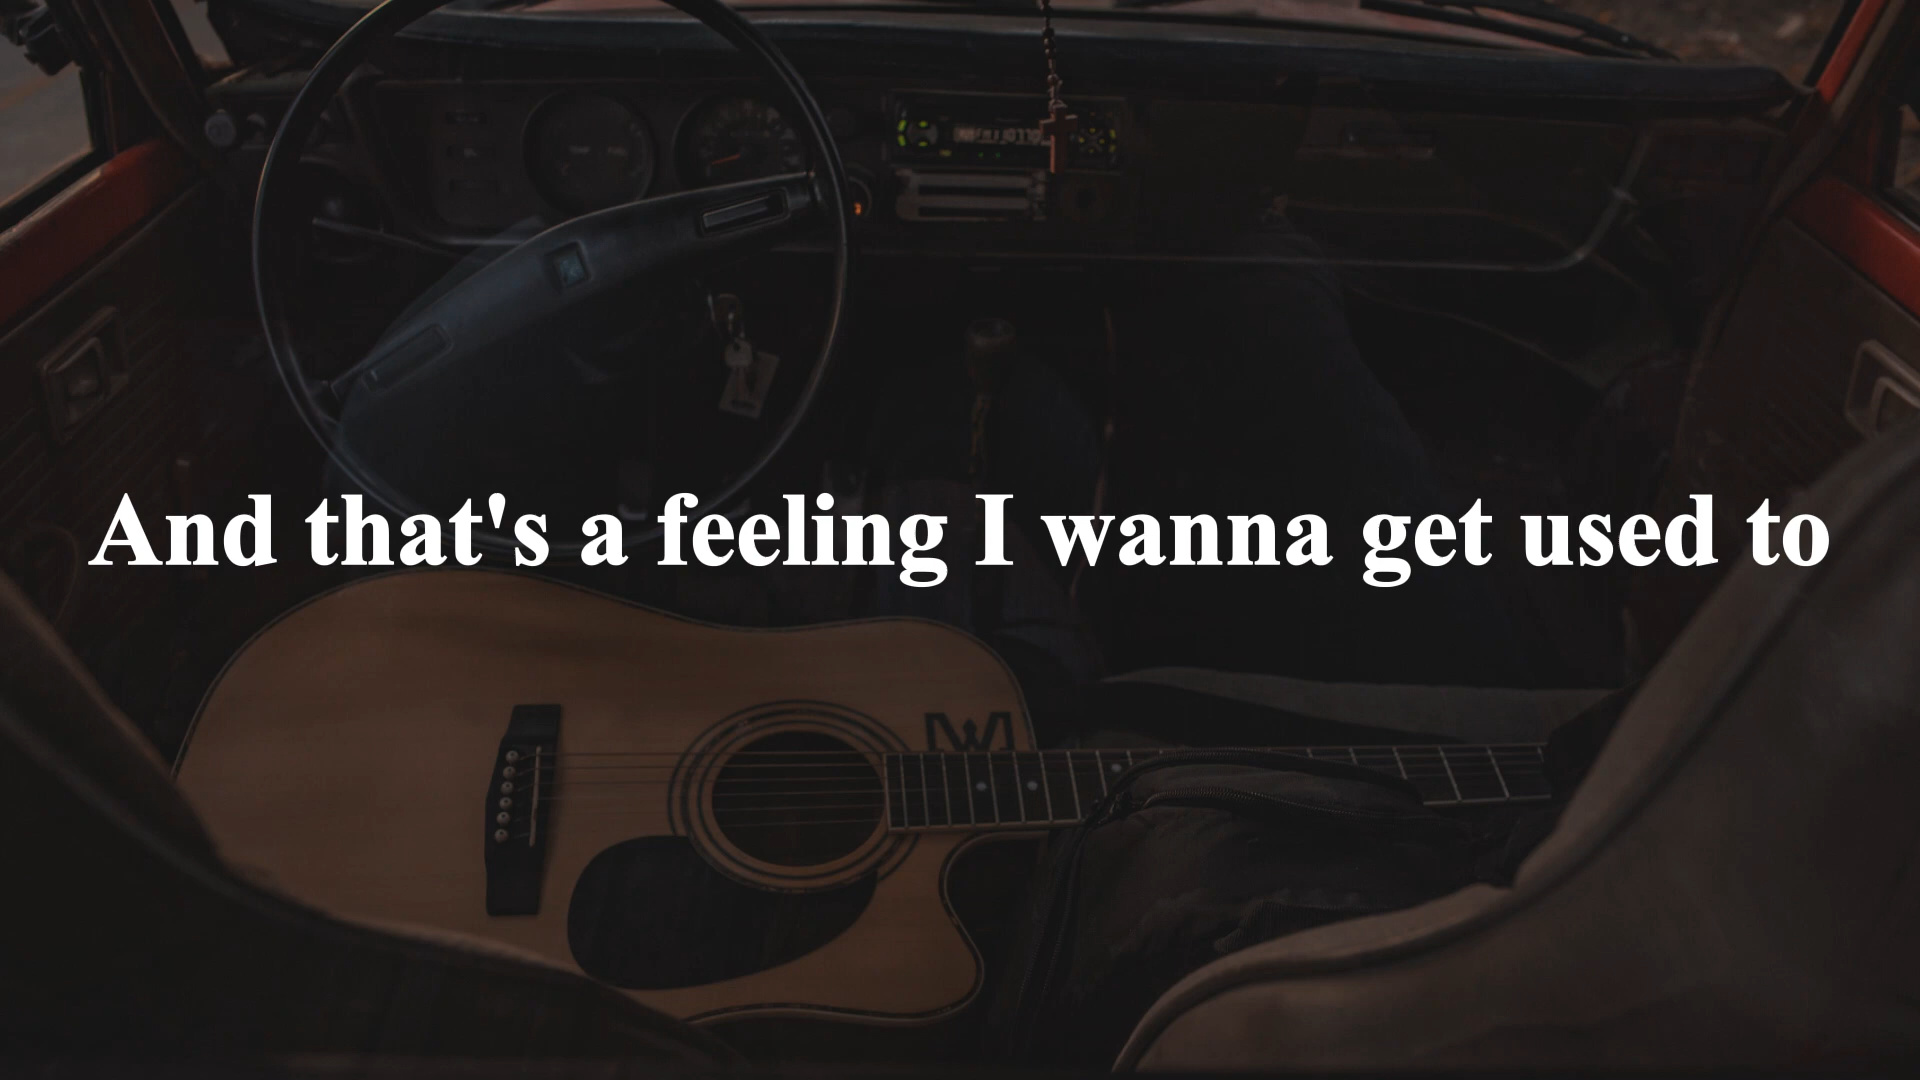 And that's a feeling I wanna get used to